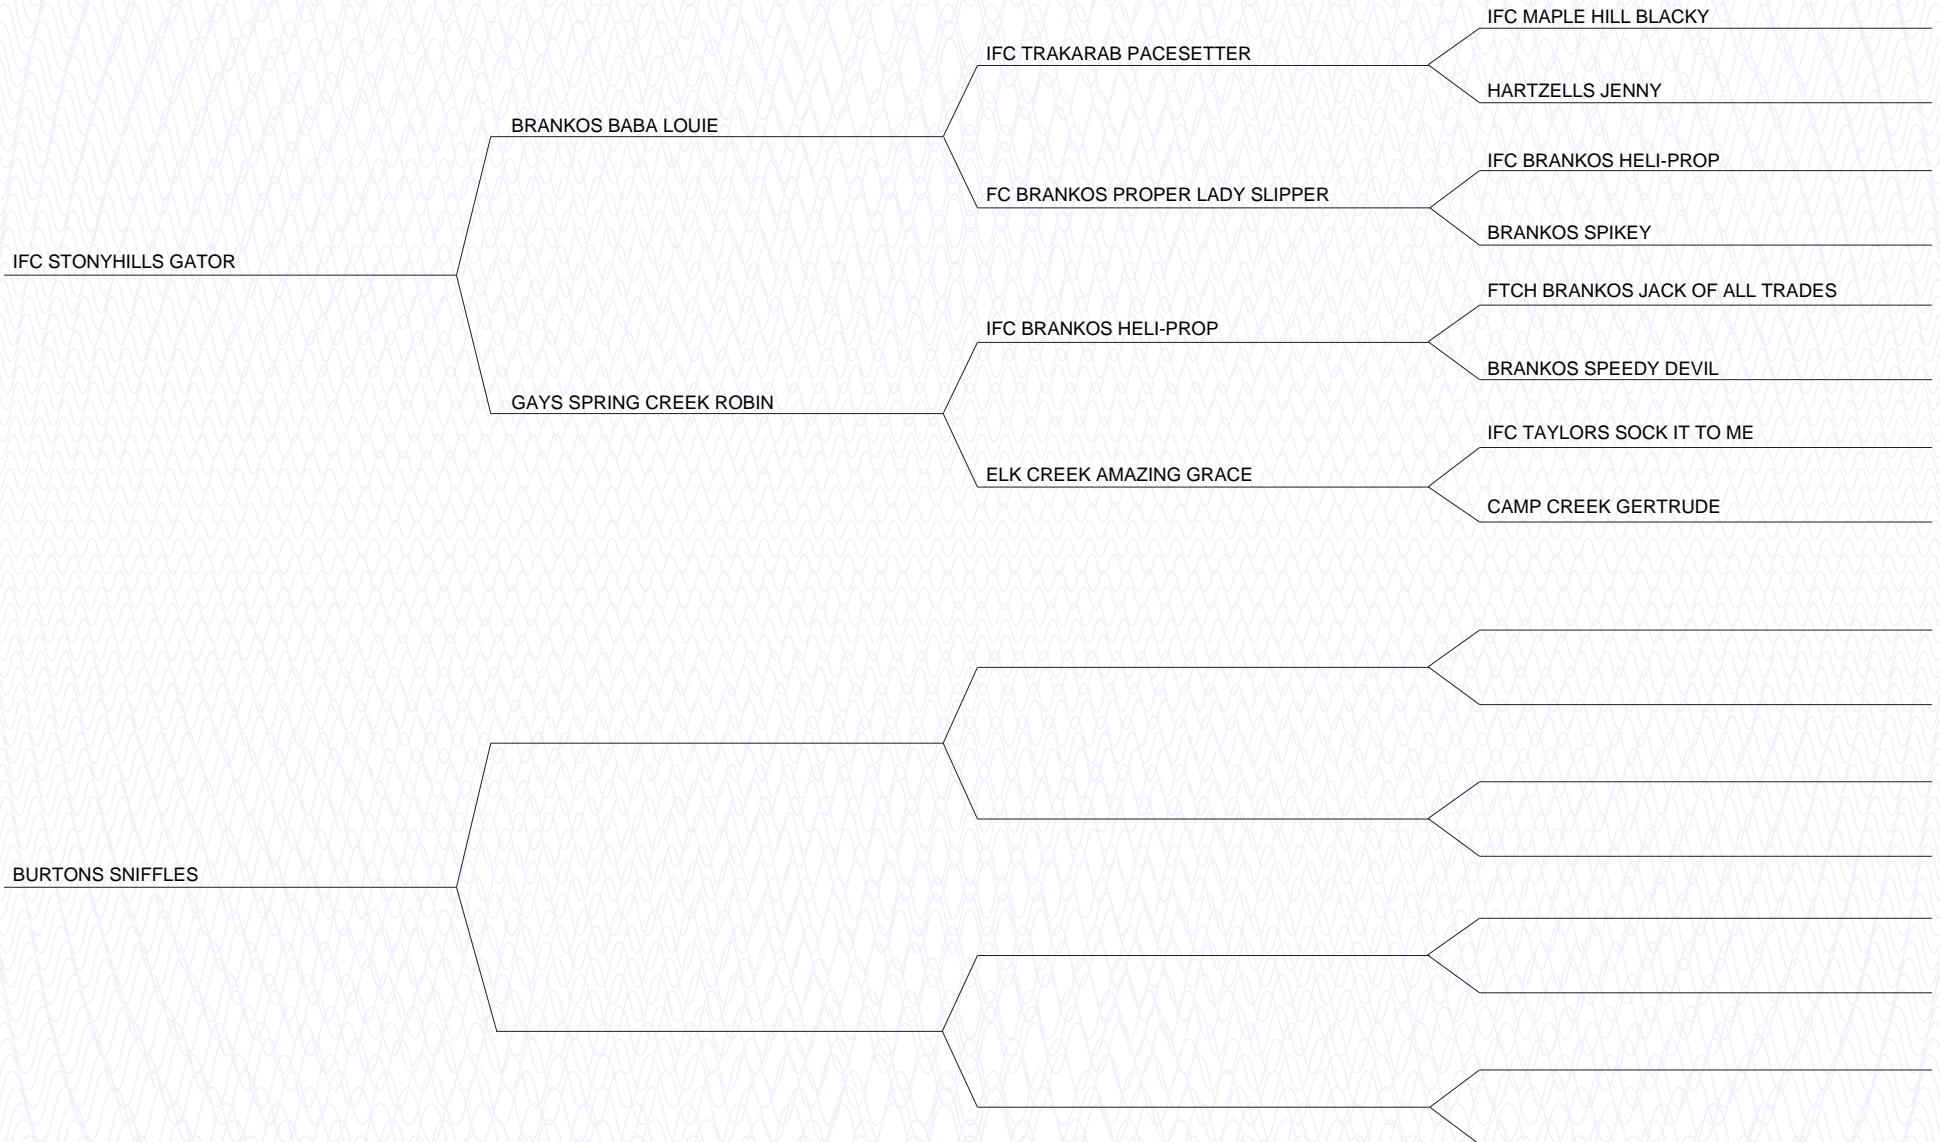 IFC MAPLE HILL BLACKY
IFC TRAKARAB PACESETTER
HARTZELLS JENNY
BRANKOS BABA LOUIE
IFC BRANKOS HELI-PROP
FC BRANKOS PROPER LADY SLIPPER
BRANKOS SPIKEY
IFC STONYHILLS GATOR
FTCH BRANKOS JACK OF ALL TRADES
IFC BRANKOS HELI-PROP
BRANKOS SPEEDY DEVIL
GAYS SPRING CREEK ROBIN
IFC TAYLORS SOCK IT TO ME
ELK CREEK AMAZING GRACE
CAMP CREEK GERTRUDE
BURTONS SNIFFLES